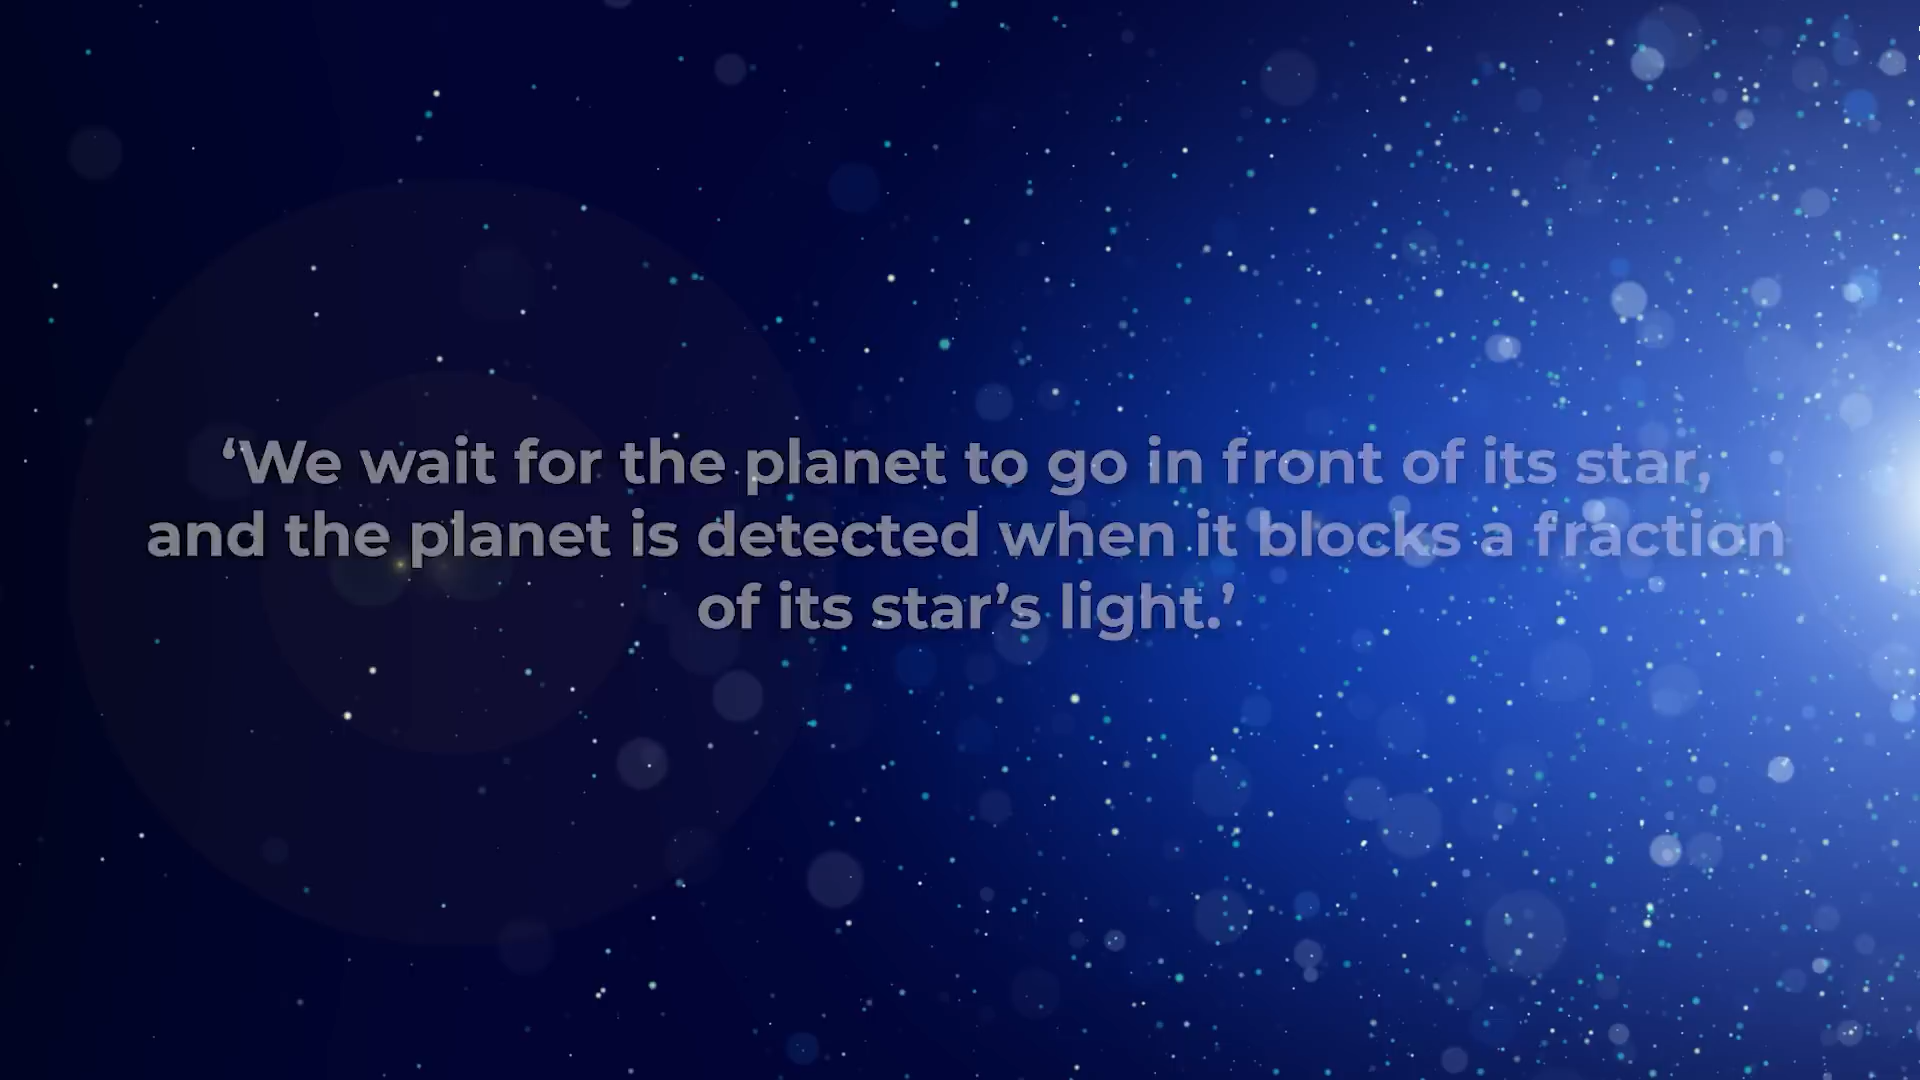 ‘We wait for the planet to go in front of its star,
and the planet is detected when it blocks a fraction
of its star’s light.’